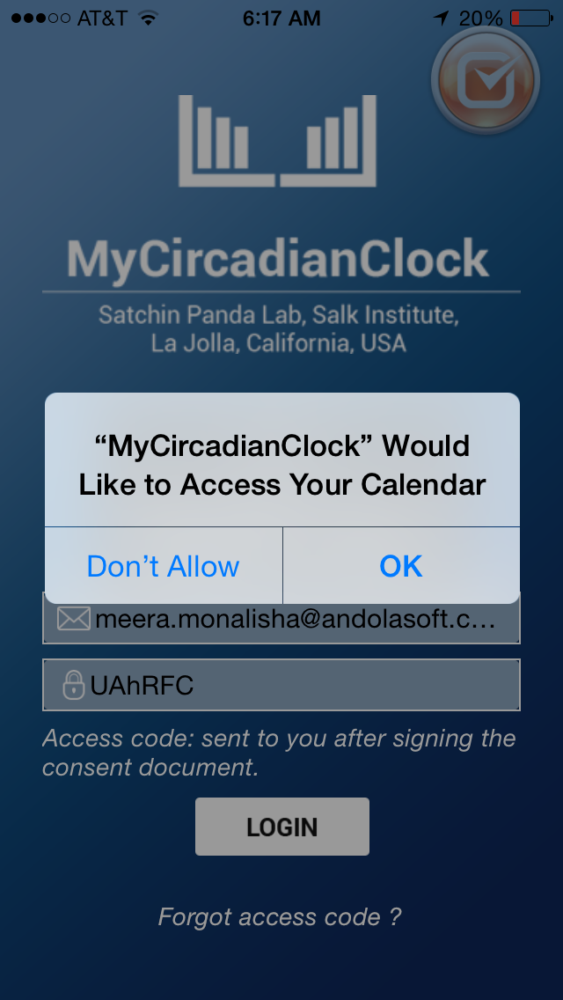 AT&T 6:17 AM 20%
MyCircadianClock
Satchin Panda Lab, Salk Institute,
La Jolla, California, USA
“MyCircadianClock” Would
Like to Access Your Calendar
Don’t Allow OK
meera.monalisha@andolasoft.c...
UAhRFC
Access code: sent to you after signing the
consent document.
LOGIN
Forgot access code ?